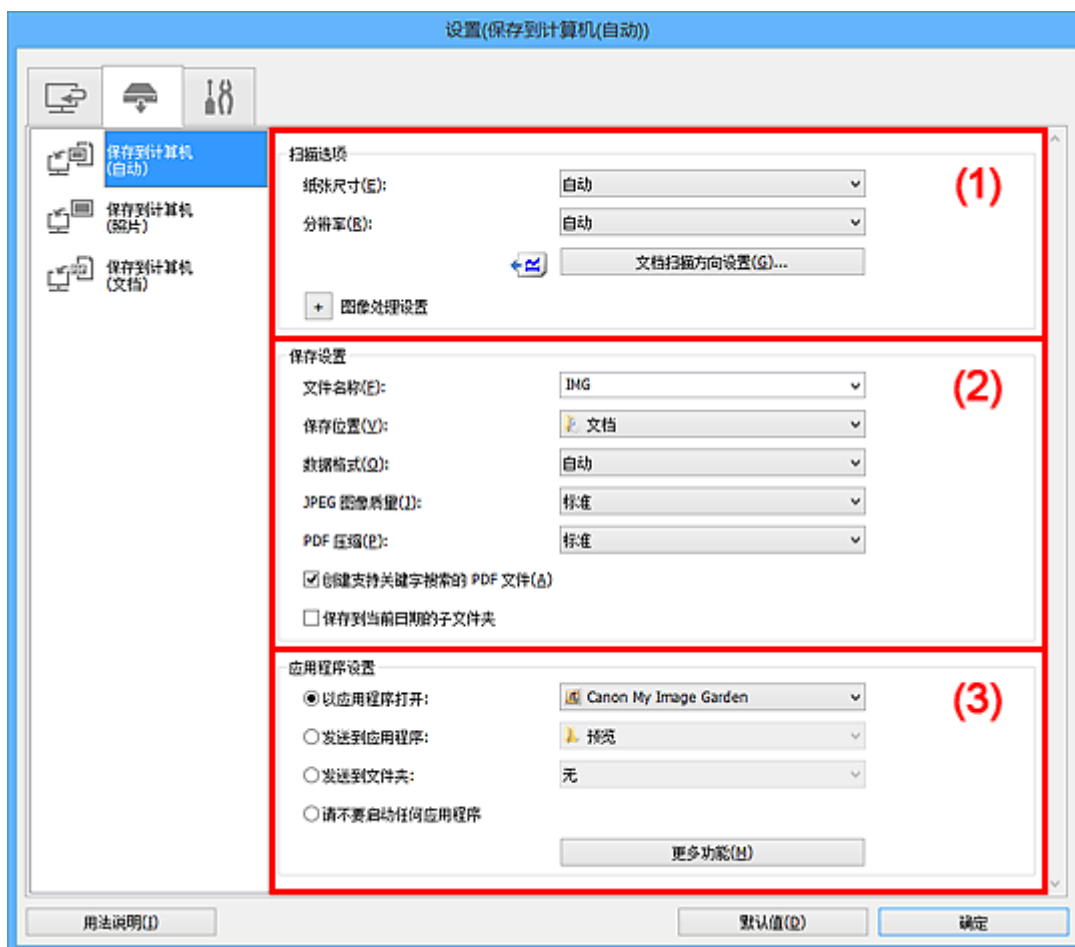 设置(保存到计算机(自动))
保存到计算机
(自动)
保存到计算机
(照片)
保存到计算机
(文档)
扫描选项
(1)
纸张尺寸(E): 自动
分辨率(R): 自动
文档扫描方向设置(G)...
+ 图像处理设置
保存设置
(2)
文件名称(F): IMG
保存位置(V): 文档
数据格式(O): 自动
JPEG 图像质量(J): 标准
PDF 压缩(P): 标准
创建支持关键字搜索的 PDF 文件(A)
保存到当前日期的子文件夹
应用程序设置
(3)
以应用程序打开: Canon My Image Garden
发送到应用程序: 预览
发送到文件夹: 无
请不要启动任何应用程序
更多功能(M)
用法说明(I) 默认值(D) 确定